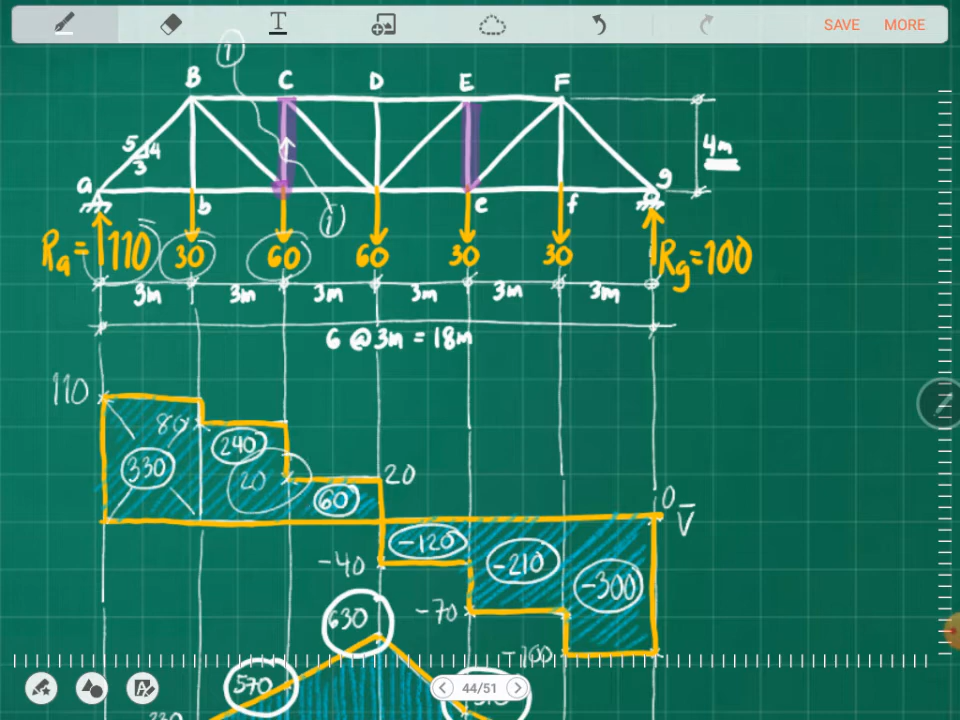 T
SAVE MORE
1
B C D E F
5 4
3
4m
a b e f g
1
Ra=110 30 60 60 30 30 Rg=100
3m 3m 3m 3m 3m 3m
6 @ 3m = 18m
110
80 240
330 20 60 20
0
V
-40 -120
-210
-300
-70
-100
630
570
44/51